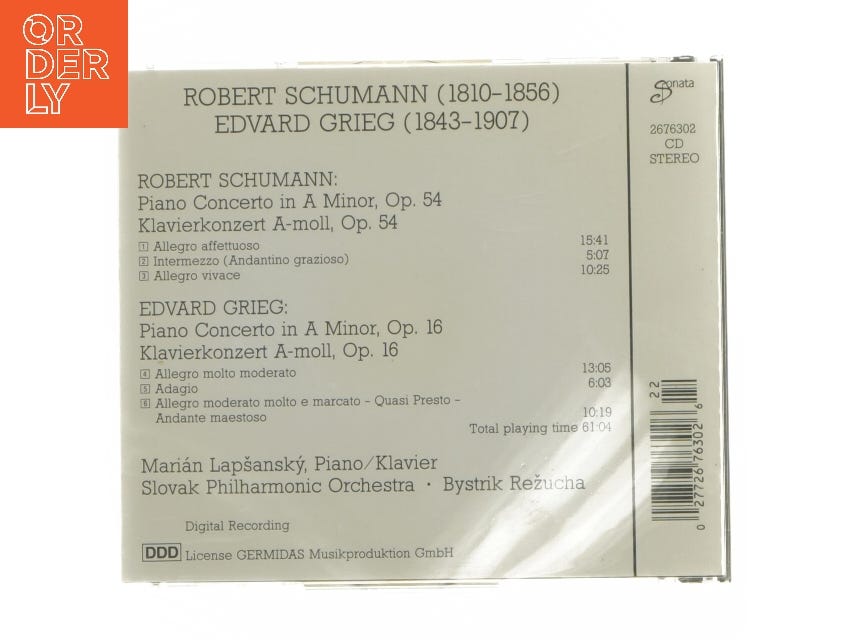 OR
DER
LY
ROBERT SCHUMANN (1810-1856)
EDVARD GRIEG (1843-1907)
Sonata
2676302
CD
STEREO
ROBERT SCHUMANN:
Piano Concerto in A Minor, Op. 54
Klavierkonzert A-moll, Op. 54
1 Allegro affettuoso 15:41
2 Intermezzo (Andantino grazioso) 5:07
3 Allegro vivace 10:25
EDVARD GRIEG:
Piano Concerto in A Minor, Op. 16
Klavierkonzert A-moll, Op. 16
4 Allegro molto moderato 13:05
5 Adagio 6:03
6 Allegro moderato molto e marcato - Quasi Presto -
Andante maestoso 10:19
Total playing time 61:04
Marián Lapšanský, Piano/Klavier
Slovak Philharmonic Orchestra · Bystrik Režucha
Digital Recording
DDD License GERMIDAS Musikproduktion GmbH
22
0 27726 76302 6